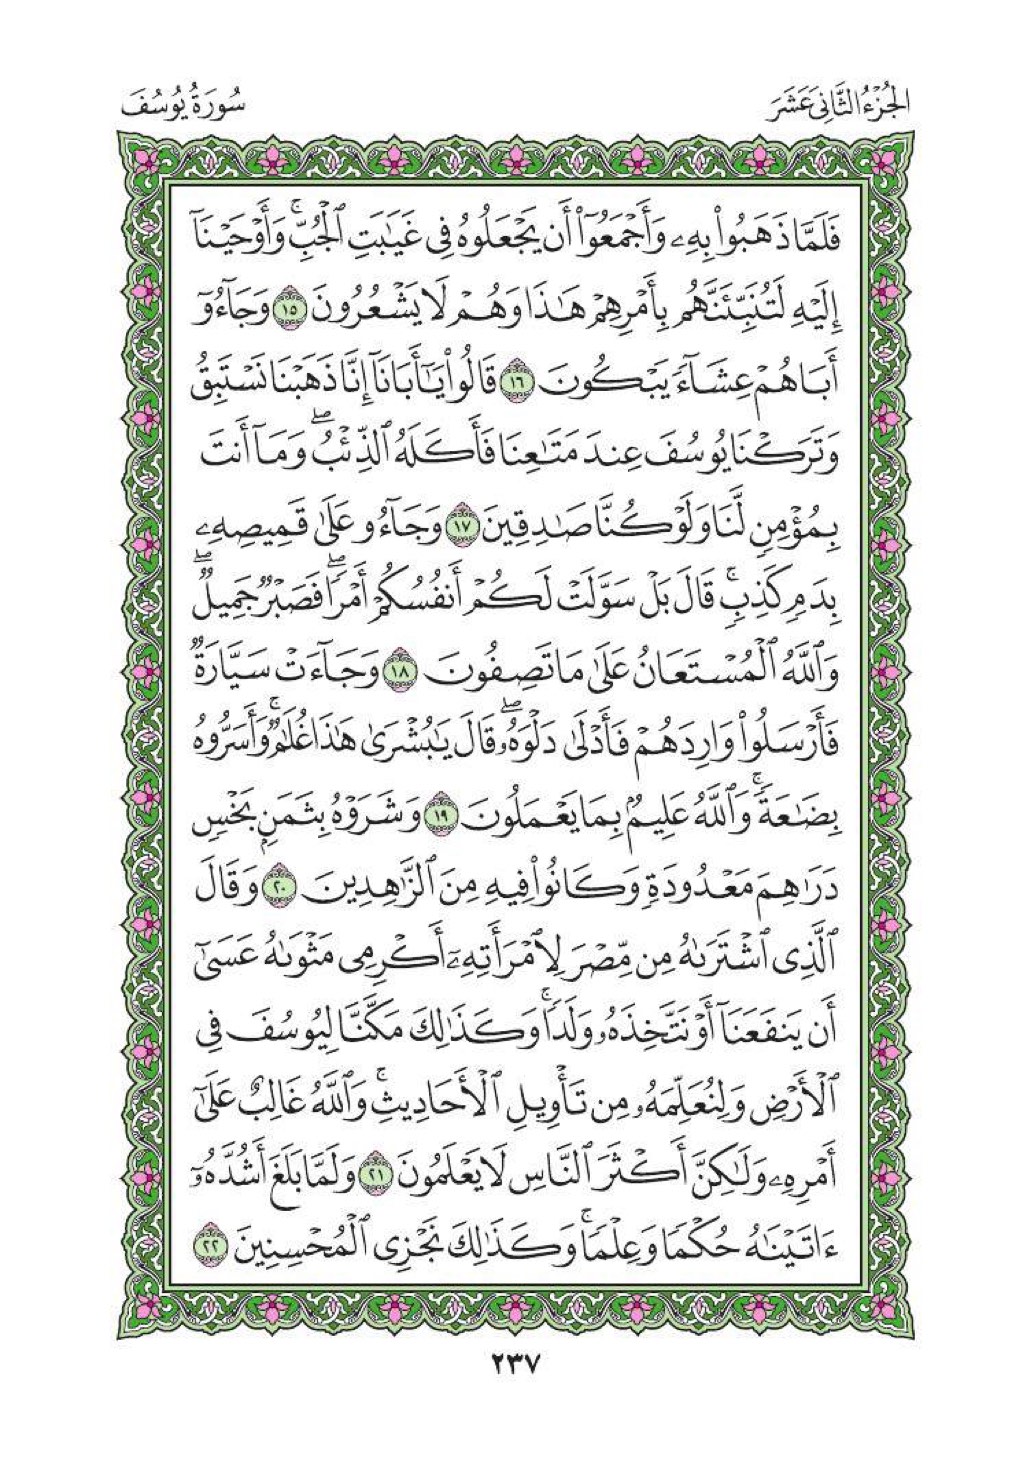 الجُزْءُ الثَّانِي عَشَرَ
سُورَةُ يُوسُفَ
فَلَمَّا ذَهَبُواْ بِهِۦ وَأَجْمَعُوٓاْ أَن يَجْعَلُوهُ فِي غَيَٰبَتِ ٱلْجُبِّۚ وَأَوْحَيْنَآ
إِلَيْهِ لَتُنَبِّئَنَّهُم بِأَمْرِهِمْ هَٰذَا وَهُمْ لَا يَشْعُرُونَ ١٥ وَجَآءُوٓ
أَبَاهُمْ عِشَآءً يَبْكُونَ ١٦ قَالُواْ يَٰٓأَبَانَآ إِنَّا ذَهَبْنَا نَسْتَبِقُ
وَتَرَكْنَا يُوسُفَ عِندَ مَتَٰعِنَا فَأَكَلَهُ ٱلذِّئْبُۖ وَمَآ أَنتَ
بِمُؤْمِنٍ لَّنَا وَلَوْ كُنَّا صَٰدِقِينَ ١٧ وَجَآءُو عَلَىٰ قَمِيصِهِۦ
بِدَمٍ كَذِبٍۚ قَالَ بَلْ سَوَّلَتْ لَكُمْ أَنفُسُكُمْ أَمْرًاۖ فَصَبْرٌ جَمِيلٌۖ
وَٱللَّهُ ٱلْمُسْتَعَانُ عَلَىٰ مَا تَصِفُونَ ١٨ وَجَآءَتْ سَيَّارَةٌ
فَأَرْسَلُواْ وَارِدَهُمْ فَأَدْلَىٰ دَلْوَهُۥۖ قَالَ يَٰبُشْرَىٰ هَٰذَا غُلَٰمٌۚ وَأَسَرُّوهُ
بِضَٰعَةًۚ وَٱللَّهُ عَلِيمٌۢ بِمَا يَعْمَلُونَ ١٩ وَشَرَوْهُ بِثَمَنٍۭ بَخْسٍ
دَرَٰهِمَ مَعْدُودَةٍ وَكَانُواْ فِيهِ مِنَ ٱلزَّٰهِدِينَ ٢٠ وَقَالَ
ٱلَّذِي ٱشْتَرَىٰهُ مِن مِّصْرَ لِٱمْرَأَتِهِۦٓ أَكْرِمِي مَثْوَىٰهُ عَسَىٰٓ
أَن يَنفَعَنَآ أَوْ نَتَّخِذَهُۥ وَلَدًاۚ وَكَذَٰلِكَ مَكَّنَّا لِيُوسُفَ فِي
ٱلْأَرْضِ وَلِنُعَلِّمَهُۥ مِن تَأْوِيلِ ٱلْأَحَادِيثِۚ وَٱللَّهُ غَالِبٌ عَلَىٰٓ
أَمْرِهِۦ وَلَٰكِنَّ أَكْثَرَ ٱلنَّاسِ لَا يَعْلَمُونَ ٢١ وَلَمَّا بَلَغَ أَشُدَّهُۥٓ
ءَاتَيْنَٰهُ حُكْمًا وَعِلْمًاۚ وَكَذَٰلِكَ نَجْزِي ٱلْمُحْسِنِينَ ٢٢
٢٣٧